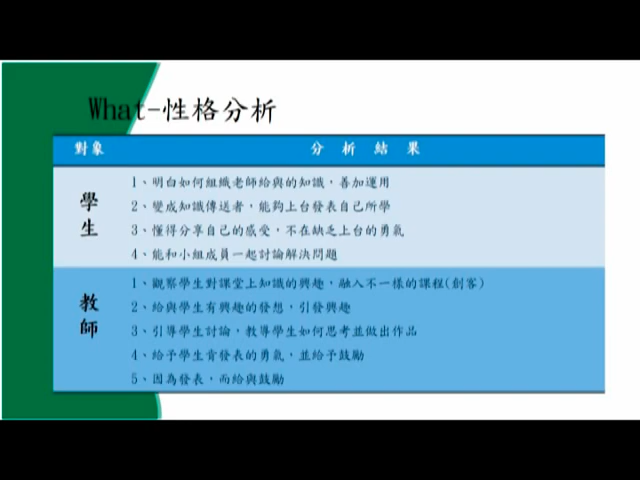 What-性格分析
對象 分析結果
學生
1、明白如何組織老師給與的知識，善加運用
2、變成知識傳送者，能夠上台發表自己所學
3、懂得分享自己的感受，不在缺乏上台的勇氣
4、能和小組成員一起討論解決問題
教師
1、觀察學生對課堂上知識的興趣，融入不一樣的課程(創客)
2、給與學生有興趣的發想，引發興趣
3、引導學生討論，教導學生如何思考並做出作品
4、給予學生肯發表的勇氣，並給予鼓勵
5、因為發表，而給與鼓勵